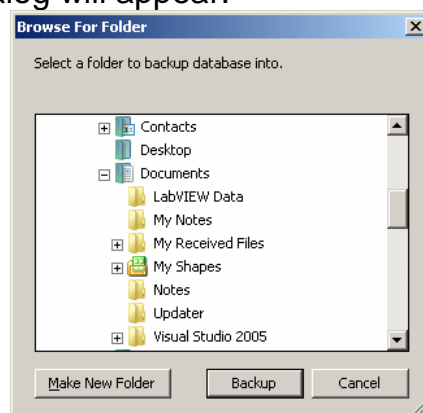 alog will appear.
Browse For Folder
Select a folder to backup database into.
Contacts
Desktop
Documents
LabVIEW Data
My Notes
My Received Files
My Shapes
Notes
Updater
Visual Studio 2005
Make New Folder Backup Cancel